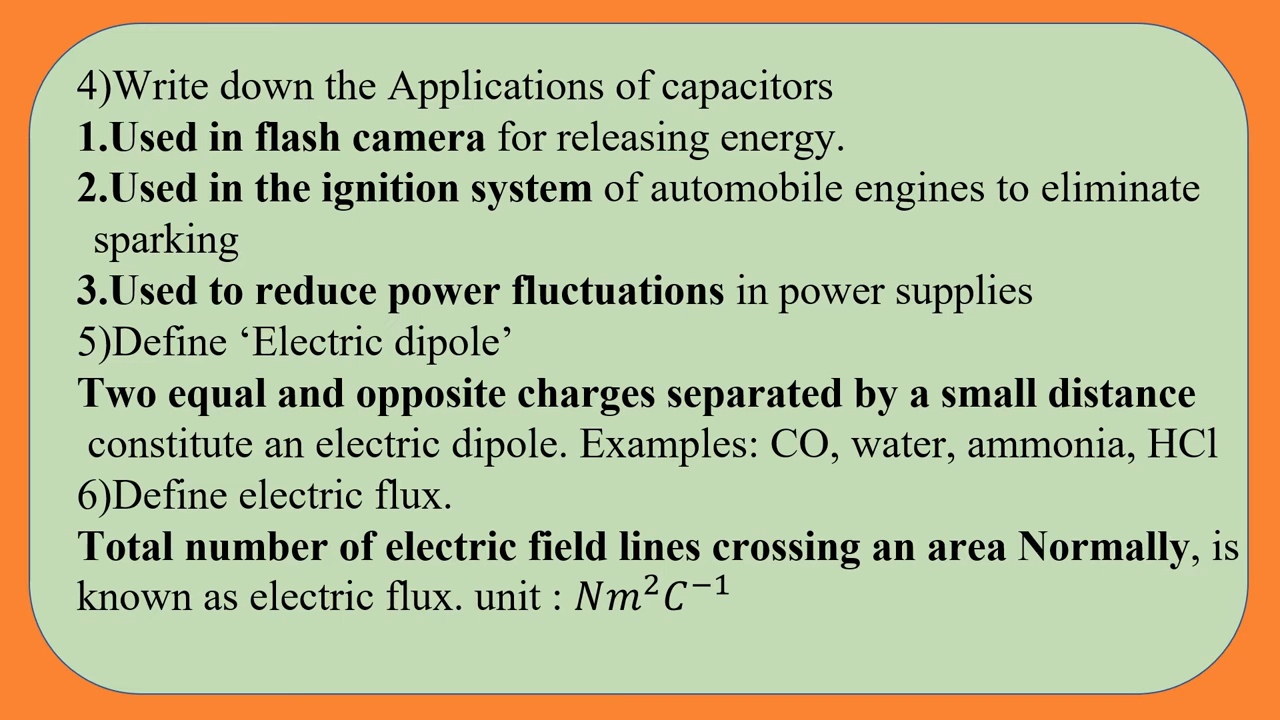 4)Write down the Applications of capacitors
1.Used in flash camera for releasing energy.
2.Used in the ignition system of automobile engines to eliminate
sparking
3.Used to reduce power fluctuations in power supplies
5)Define ‘Electric dipole’
Two equal and opposite charges separated by a small distance
constitute an electric dipole. Examples: CO, water, ammonia, HCl
6)Define electric flux.
Total number of electric field lines crossing an area Normally, is
known as electric flux. unit : 𝑁𝑚²𝐶⁻¹